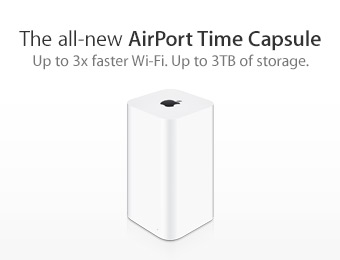 The all-new AirPort Time Capsule
Up to 3x faster Wi-Fi. Up to 3TB of storage.